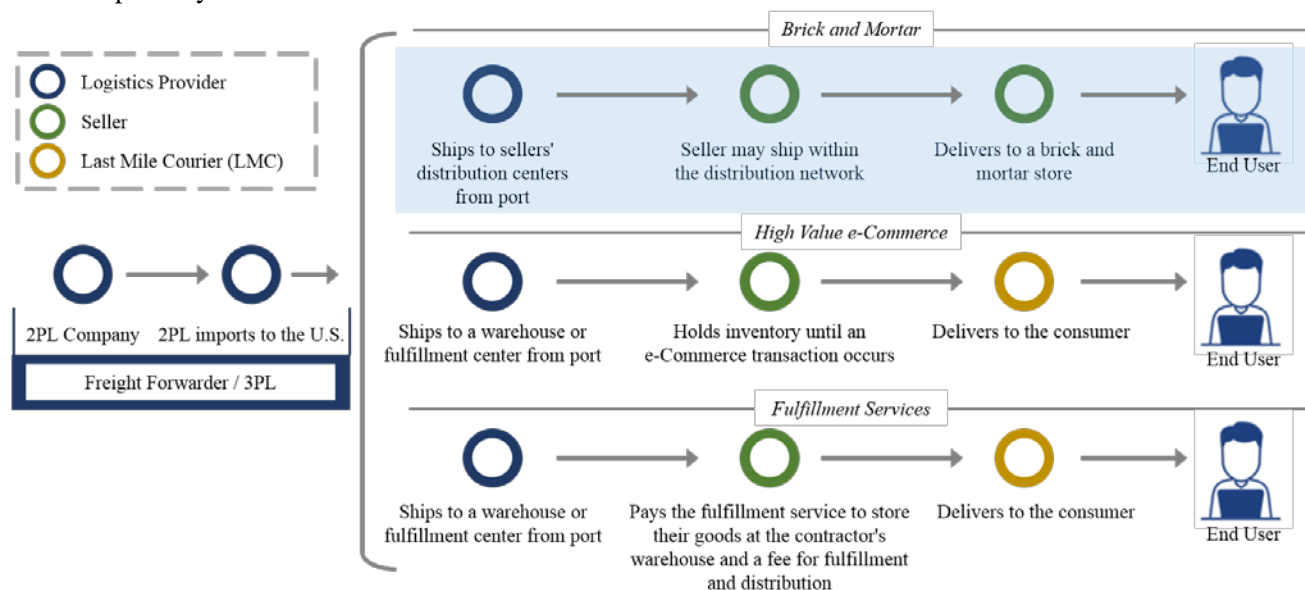 Brick and Mortar
Logistics Provider
Seller
Last Mile Courier (LMC)
Ships to sellers'
distribution centers
from port
Seller may ship within
the distribution network
Delivers to a brick and
mortar store
End User
2PL Company
2PL imports to the U.S.
Freight Forwarder / 3PL
High Value e-Commerce
Ships to a warehouse or
fulfillment center from port
Holds inventory until an
e-Commerce transaction occurs
Delivers to the consumer
End User
Fulfillment Services
Ships to a warehouse or
fulfillment center from port
Pays the fulfillment service to store
their goods at the contractor's
warehouse and a fee for fulfillment
and distribution
Delivers to the consumer
End User